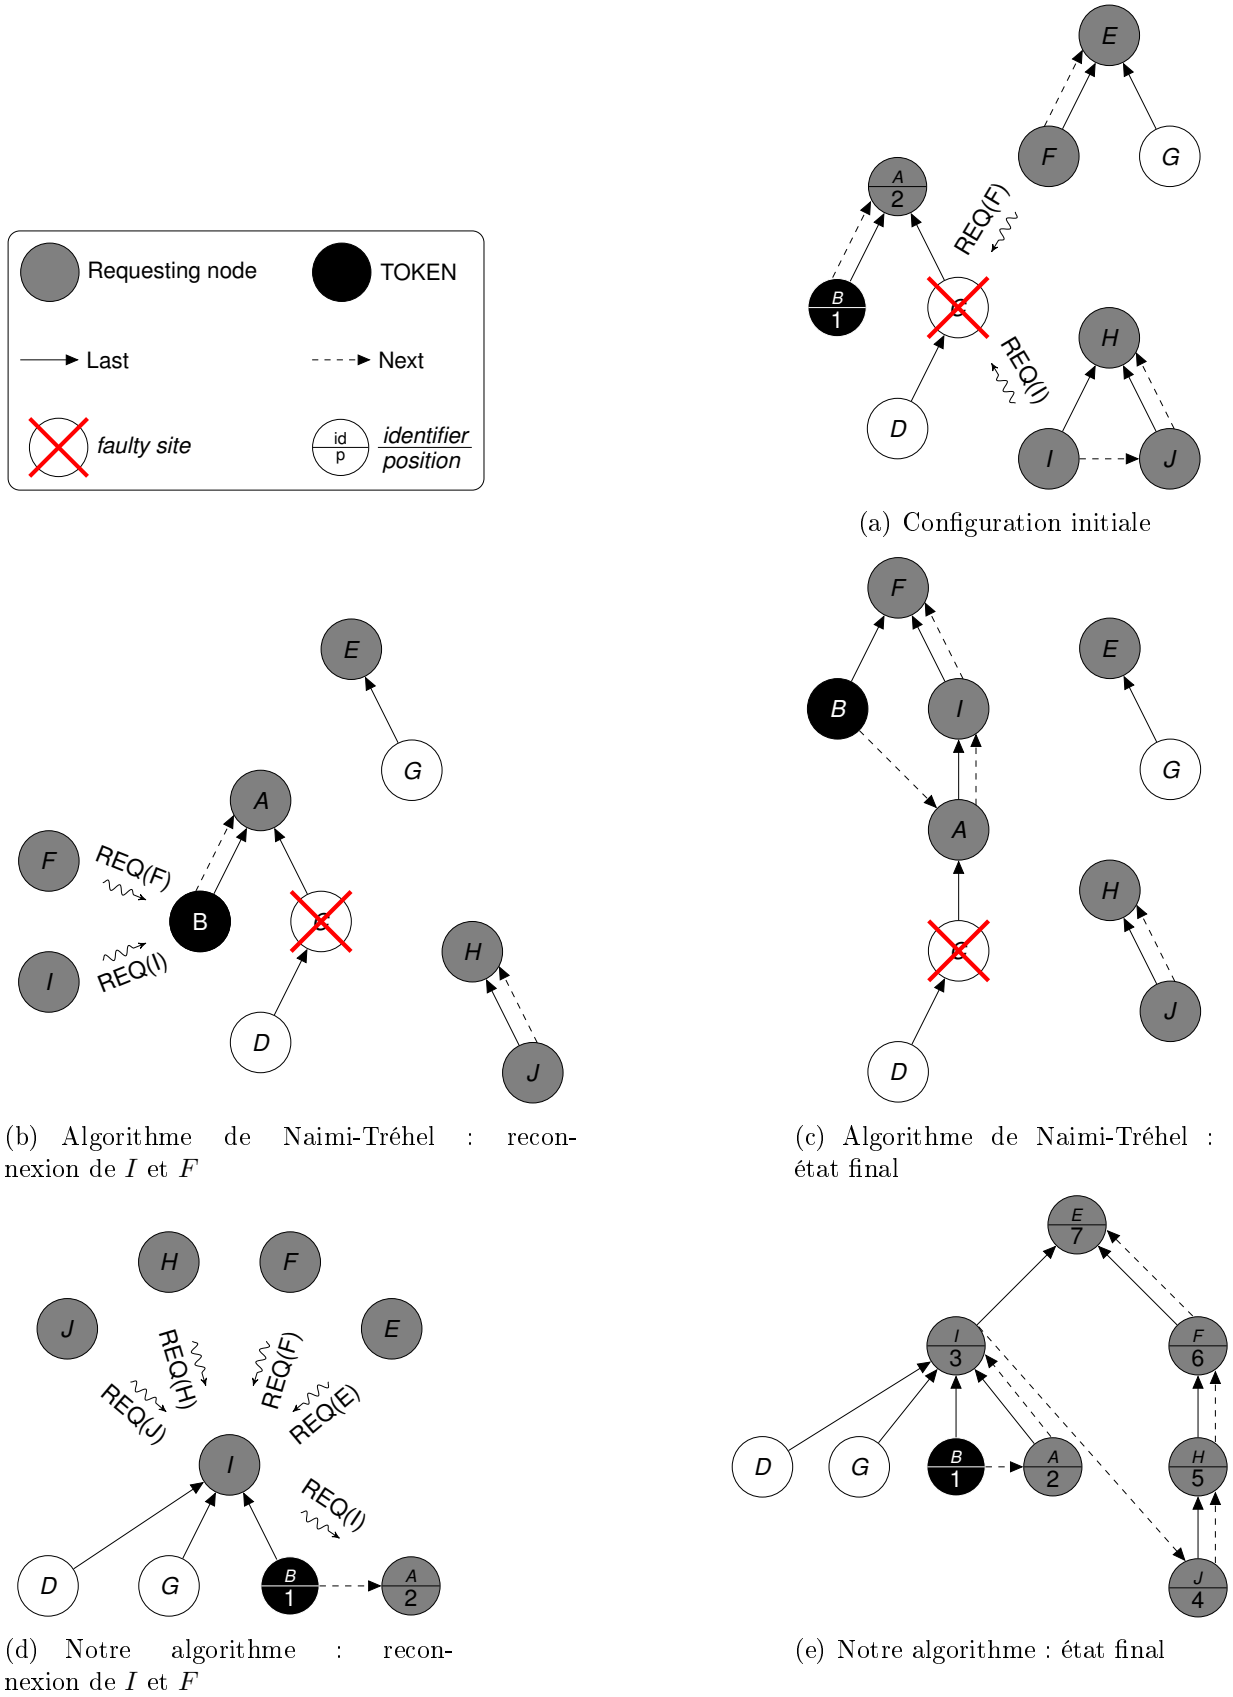 E
F
G
A
2
REQ(F)
B
1
C
REQ(I)
H
D
I
J
Requesting node
TOKEN
Last
Next
faulty site
id
p
identifier
position
(a) Configuration initiale
E
G
A
F
REQ(F)
B
C
I
REQ(I)
H
D
J
(b) Algorithme de Naimi-Tréhel : recon-
nexion de I et F
F
E
B
I
G
A
H
C
J
D
(c) Algorithme de Naimi-Tréhel :
état final
H
F
J
E
REQ(J)
REQ(H)
REQ(F)
REQ(E)
I
REQ(I)
D
G
B
1
A
2
(d) Notre algorithme : recon-
nexion de I et F
E
7
I
3
F
6
D
G
B
1
A
2
H
5
J
4
(e) Notre algorithme : état final